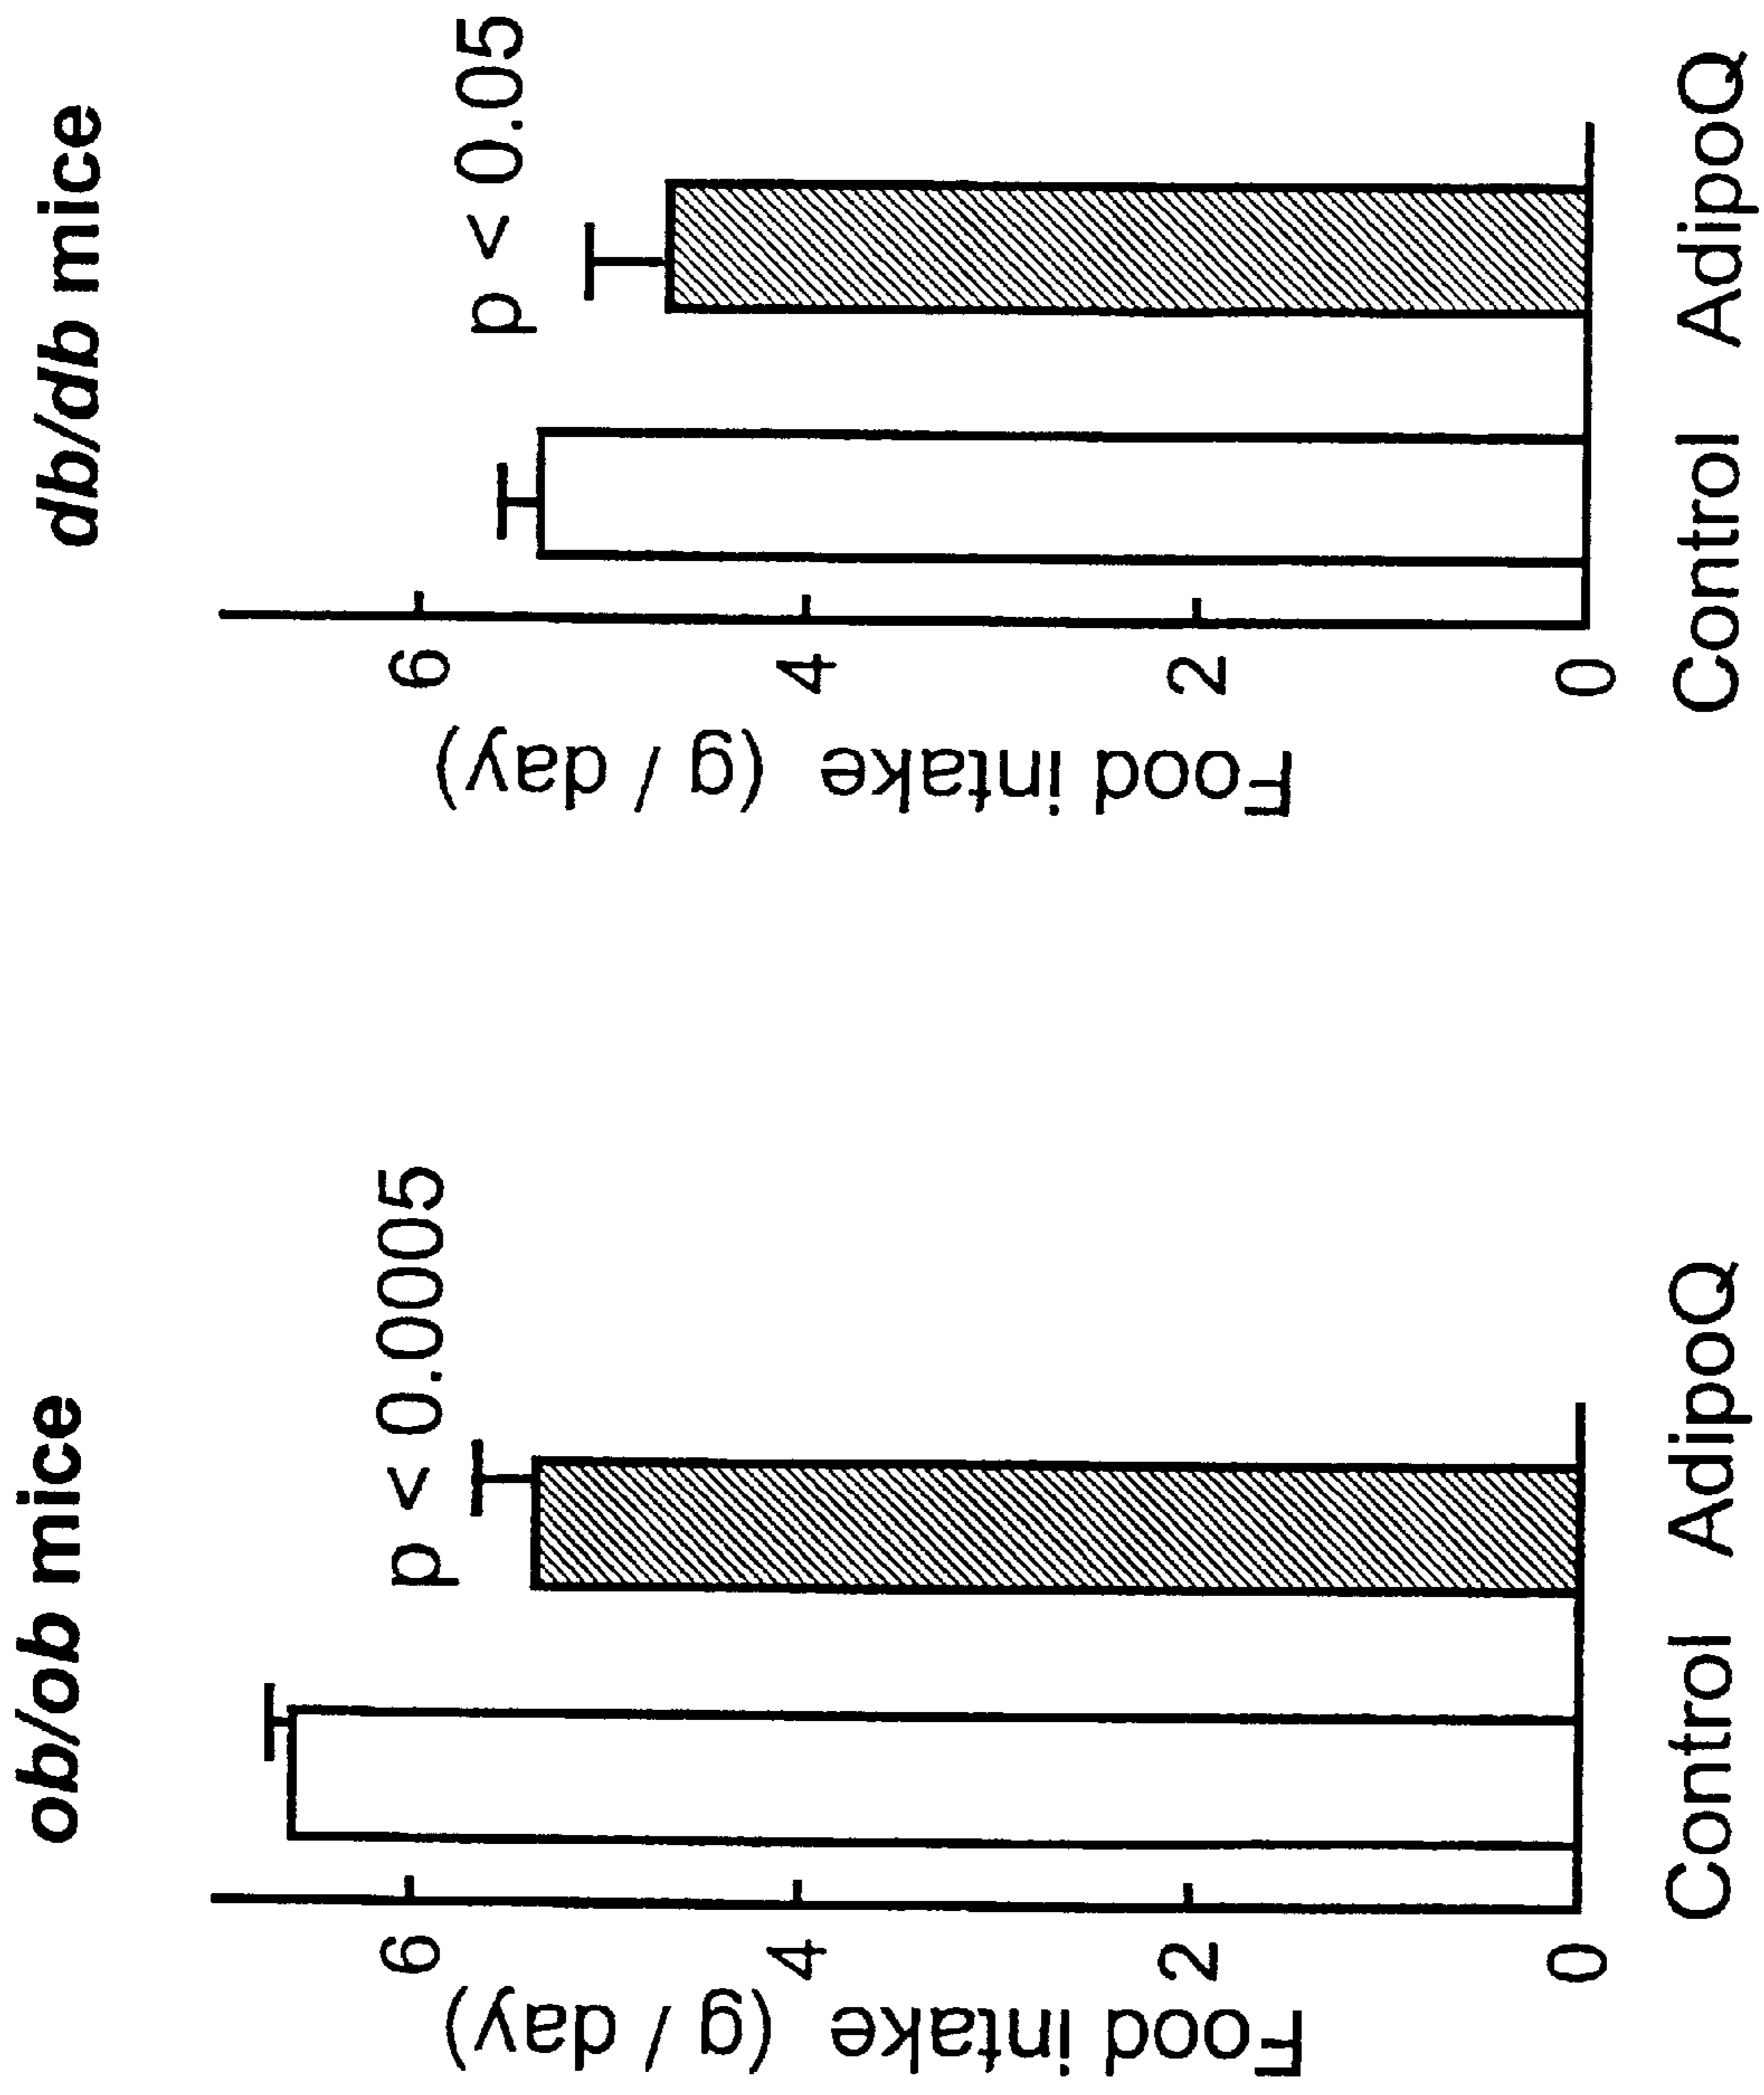 ob/ob mice
p < 0.0005
Food intake (g / day)
6
4
2
0
Control AdipoQ
db/db mice
p < 0.05
Food intake (g / day)
6
4
2
0
Control AdipoQ